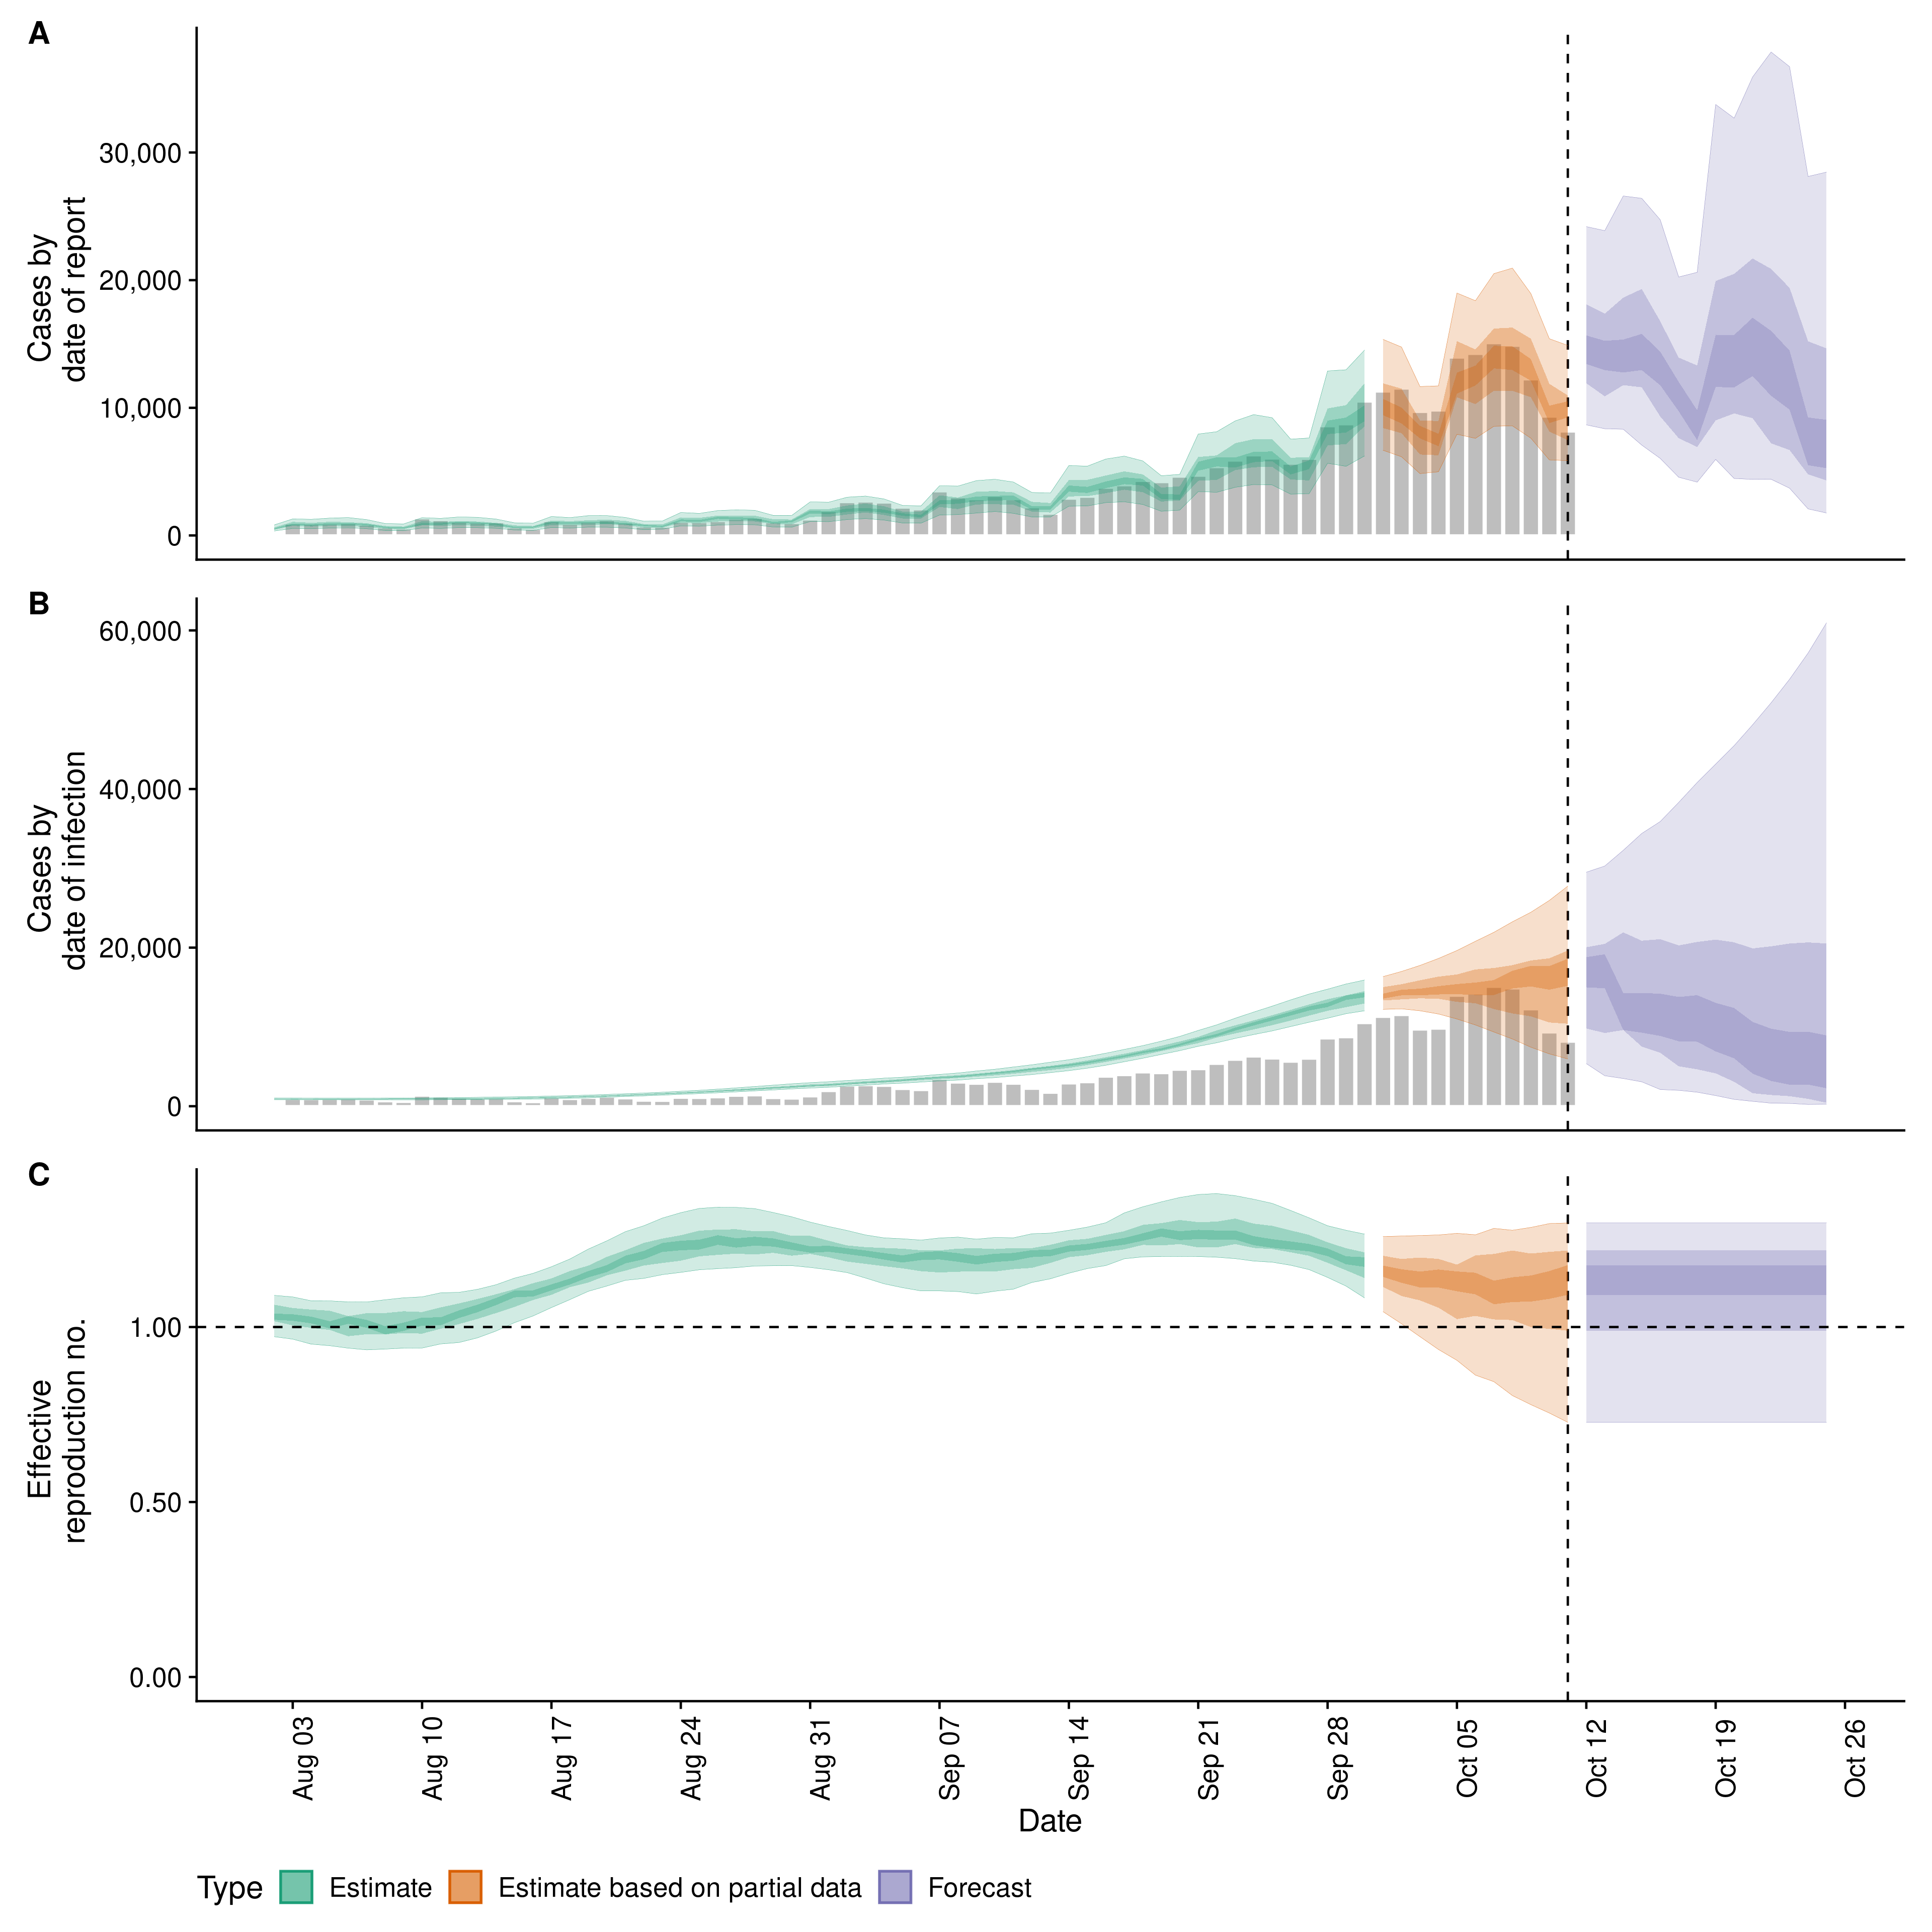 A
Cases by
date of report
30,000
20,000
10,000
0
B
Cases by
date of infection
60,000
40,000
20,000
0
C
Effective
reproduction no.
1.00
0.50
0.00
Aug 03
Aug 10
Aug 17
Aug 24
Aug 31
Sep 07
Sep 14
Sep 21
Sep 28
Oct 05
Oct 12
Oct 19
Oct 26
Date
Type Estimate Estimate based on partial data Forecast